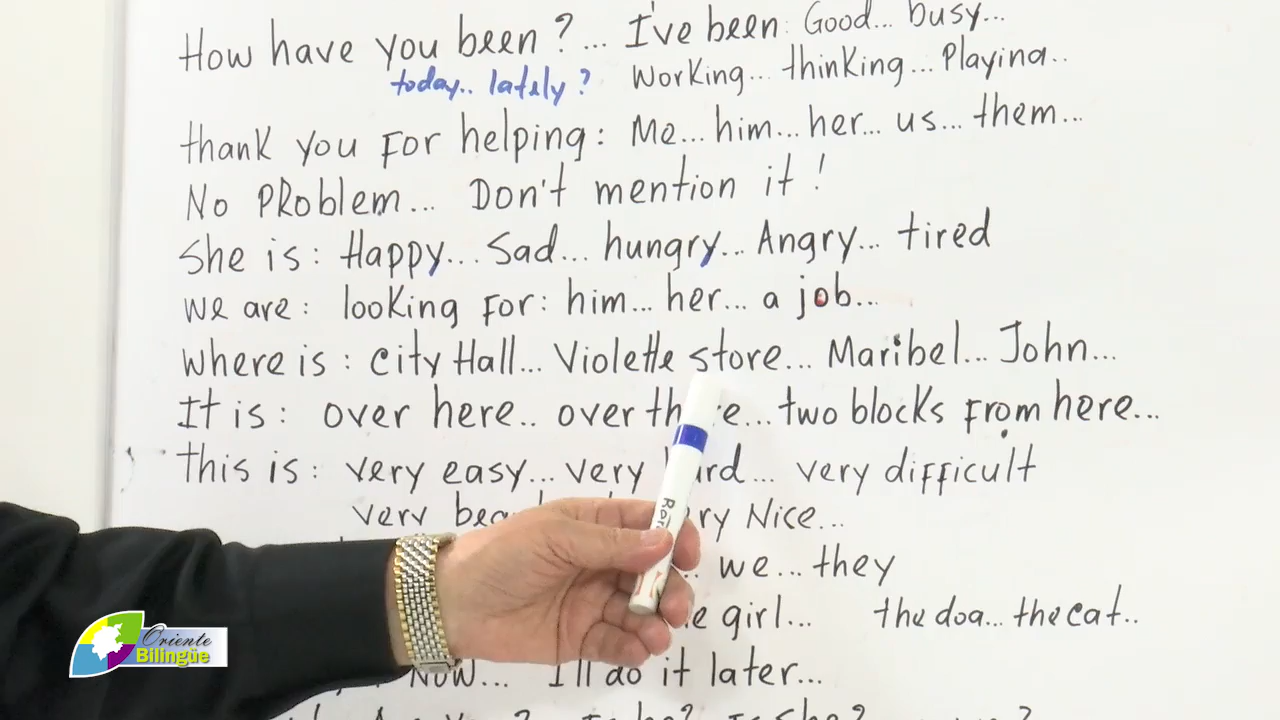 How have you been ? ... I've been: Good... busy...
today.. lately ?
Working... thinking... Playing..
thank you for helping: Me... him... her... us... them...
No PRoblem... Don't mention it !
She is : Happy... Sad... hungry... Angry... tired
we are : looking for: him... her... a job...
where is : City Hall... Violette store... Maribel... John...
It is : over here.. over there... two blocks from here...
this is : very easy... very hard... very difficult
very Nice...
we... they
girl... the dog... the cat..
Now... I'll do it later...
Oriente
Bilingüe